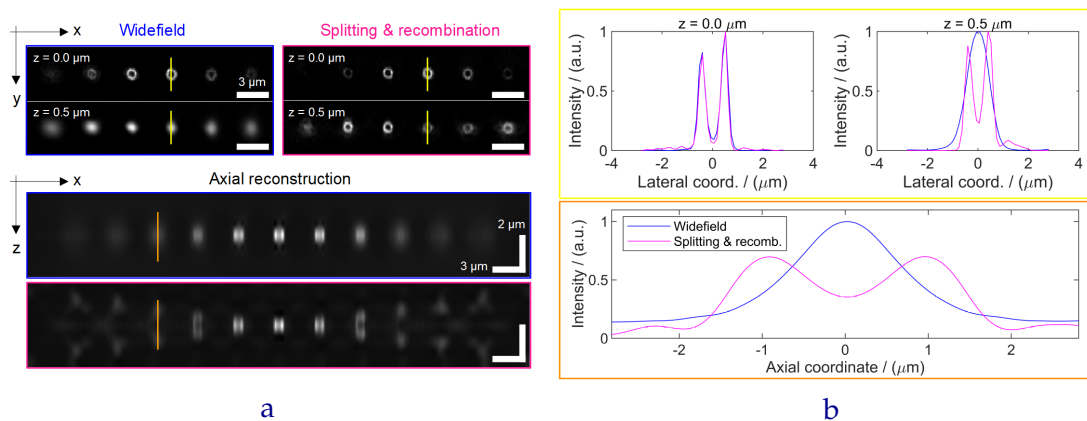 x
y
Widefield
Splitting & recombination
z = 0.0 µm
3 µm
z = 0.5 µm
z = 0.0 µm
z = 0.5 µm
x
z
Axial reconstruction
2 µm
3 µm
a
z = 0.0 µm
Intensity / (a.u.)
1
0.5
0
-4 -2 0 2 4
Lateral coord. / (µm)
z = 0.5 µm
Intensity / (a.u.)
1
0.5
0
-4 -2 0 2 4
Lateral coord. / (µm)
Intensity / (a.u.)
1
0.5
0
Widefield
Splitting & recomb.
-2 -1 0 1 2
Axial coordinate / (µm)
b